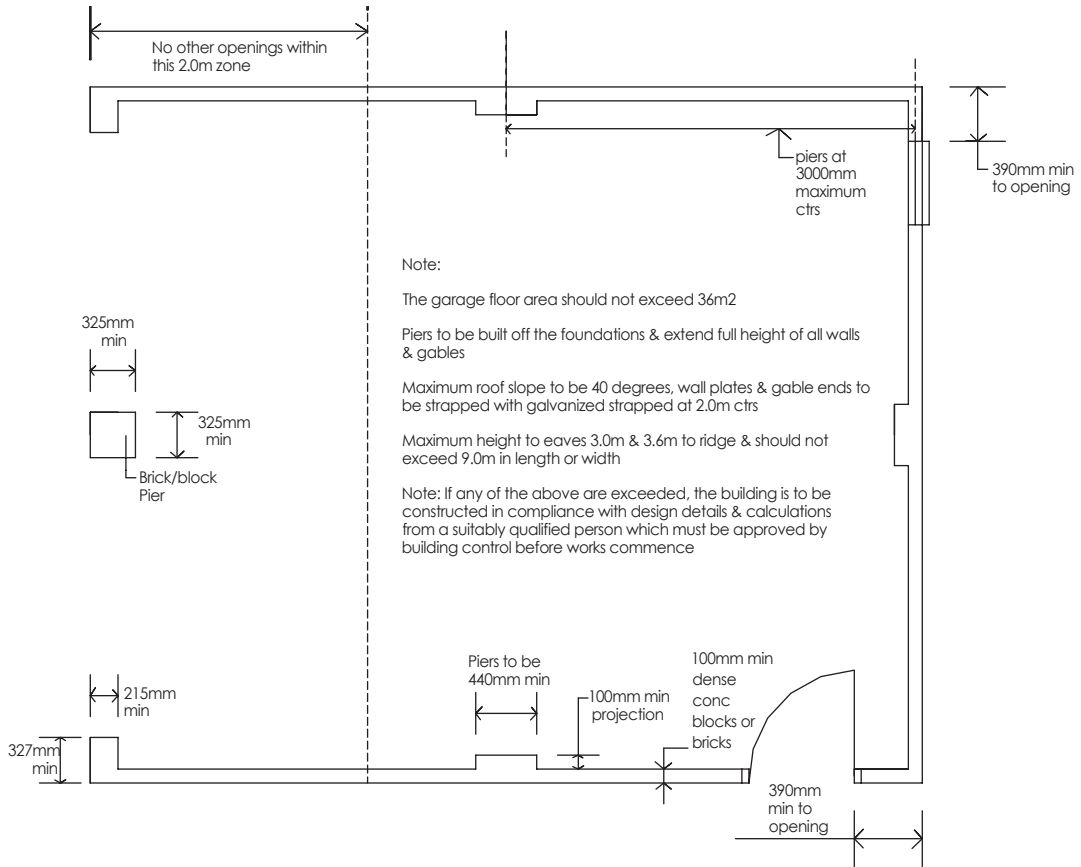 No other openings within
this 2.0m zone
piers at
3000mm
maximum
ctrs
390mm min
to opening
Note:
The garage floor area should not exceed 36m2
Piers to be built off the foundations & extend full height of all walls
& gables
Maximum roof slope to be 40 degrees, wall plates & gable ends to
be strapped with galvanized strapped at 2.0m ctrs
Maximum height to eaves 3.0m & 3.6m to ridge & should not
exceed 9.0m in length or width
Note: If any of the above are exceeded, the building is to be
constructed in compliance with design details & calculations
from a suitably qualified person which must be approved by
building control before works commence
325mm
min
325mm
min
Brick/block
Pier
215mm
min
327mm
min
Piers to be
440mm min
100mm min
projection
100mm min
dense
conc
blocks or
bricks
390mm
min to
opening